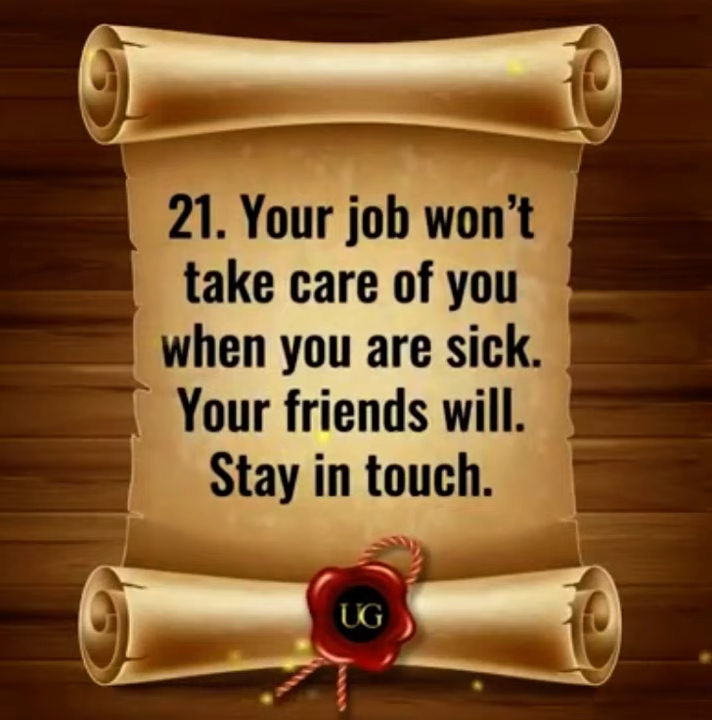 21. Your job won't
take care of you
when you are sick.
Your friends will.
Stay in touch.
UG